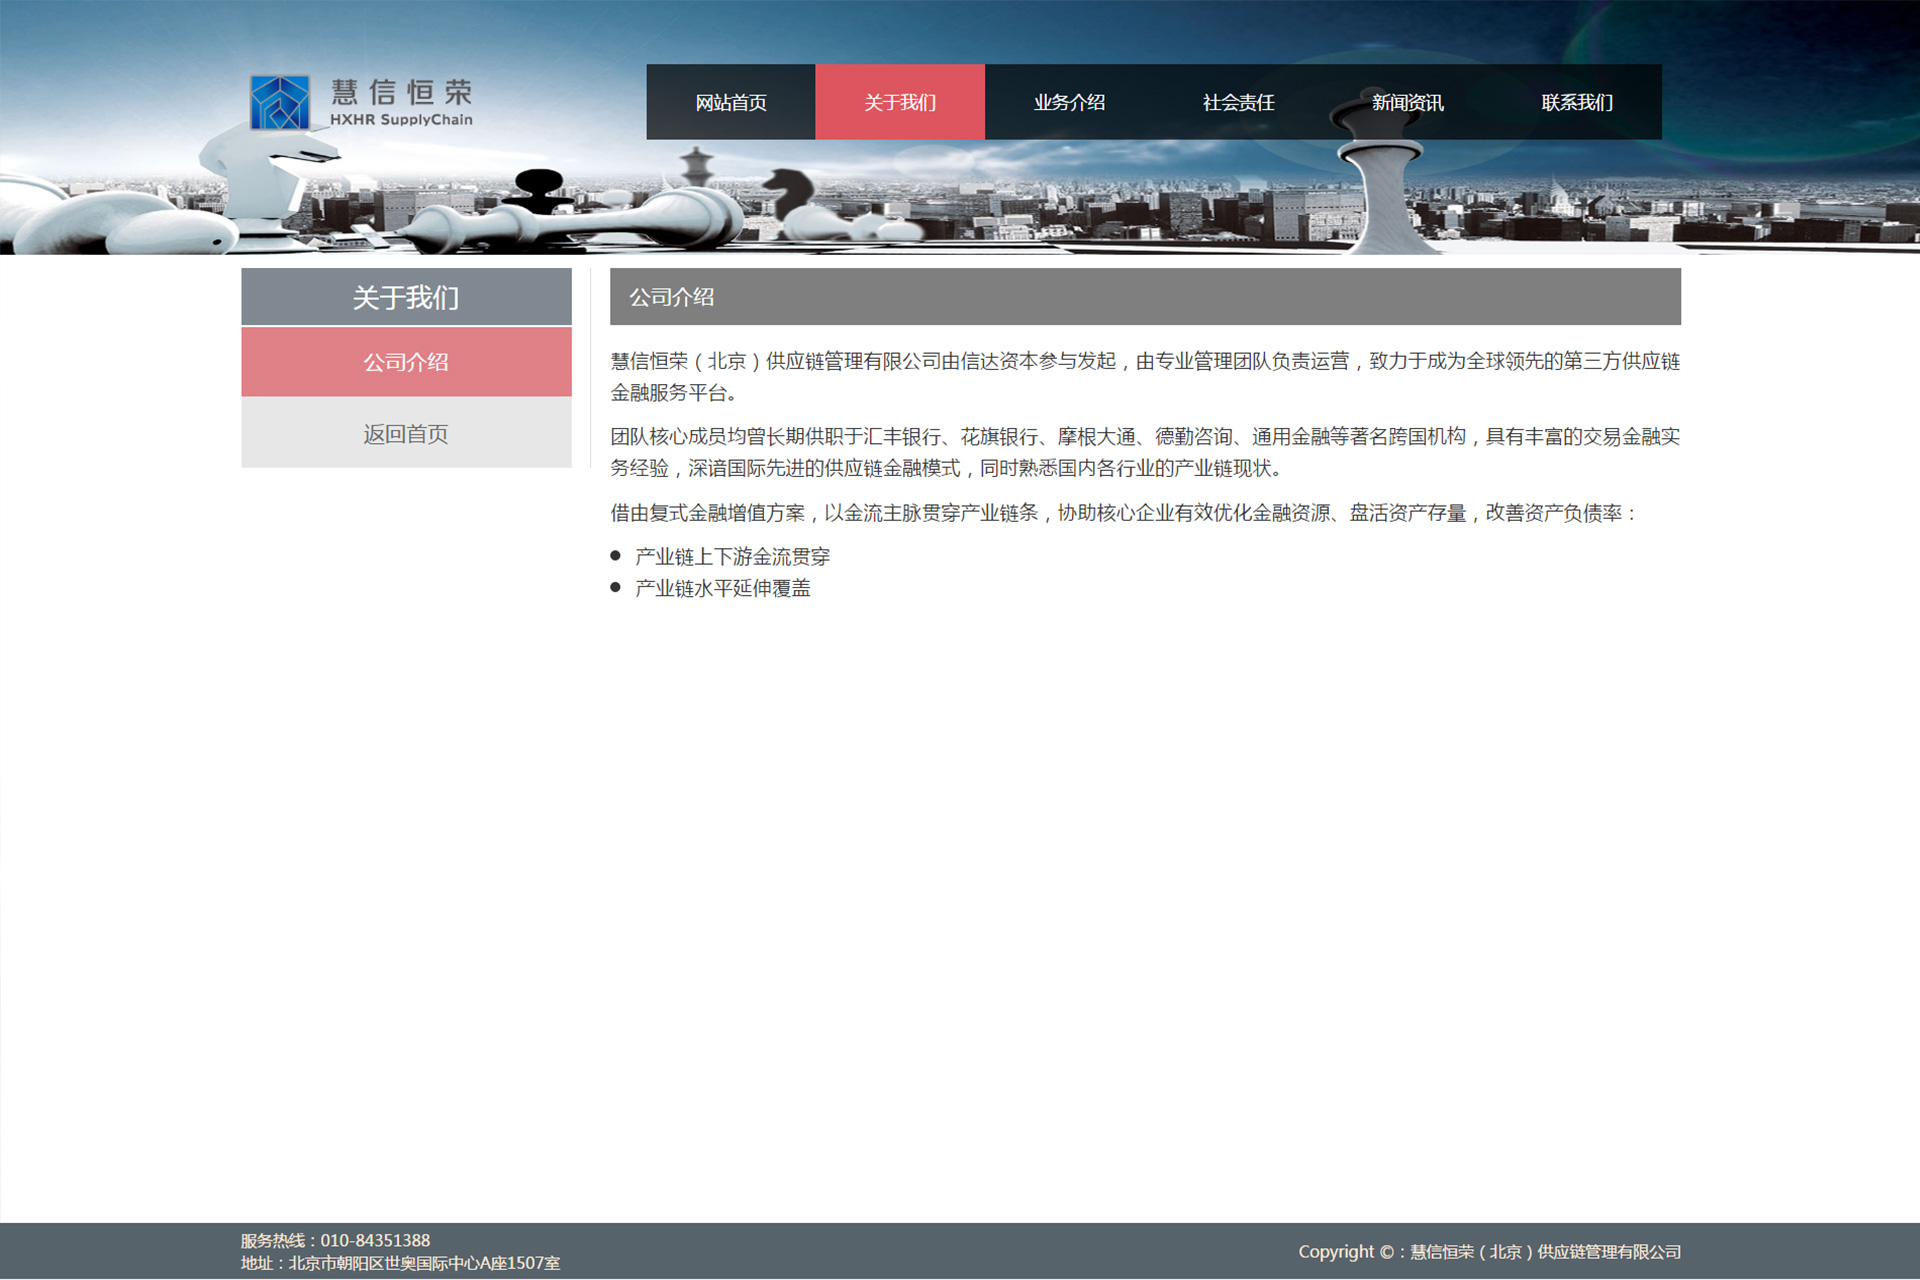 慧信恒荣
HXHR SupplyChain
网站首页
关于我们
业务介绍
社会责任
新闻资讯
联系我们
关于我们
公司介绍
返回首页
公司介绍
慧信恒荣（北京）供应链管理有限公司由信达资本参与发起，由专业管理团队负责运营，致力于成为全球领先的第三方供应链
金融服务平台。
团队核心成员均曾长期供职于汇丰银行、花旗银行、摩根大通、德勤咨询、通用金融等著名跨国机构，具有丰富的交易金融实
务经验，深谙国际先进的供应链金融模式，同时熟悉国内各行业的产业链现状。
借由复式金融增值方案，以金流主脉贯穿产业链条，协助核心企业有效优化金融资源、盘活资产存量，改善资产负债率：
● 产业链上下游金流贯穿
● 产业链水平延伸覆盖
服务热线：010-84351388
地址：北京市朝阳区世奥国际中心A座1507室
Copyright ©：慧信恒荣（北京）供应链管理有限公司